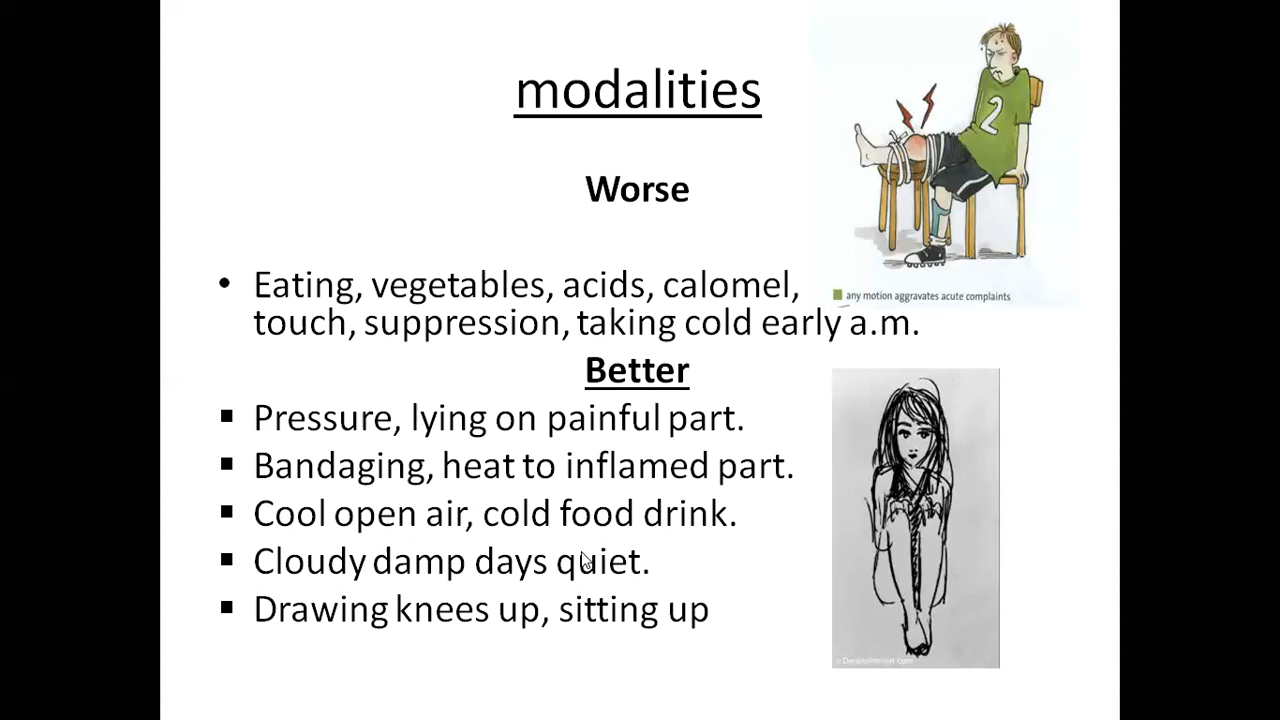 modalities
2
Worse
any motion aggravates acute complaints
• Eating, vegetables, acids, calomel,
touch, suppression, taking cold early a.m.
Better
▪ Pressure, lying on painful part.
▪ Bandaging, heat to inflamed part.
▪ Cool open air, cold food drink.
▪ Cloudy damp days quiet.
▪ Drawing knees up, sitting up